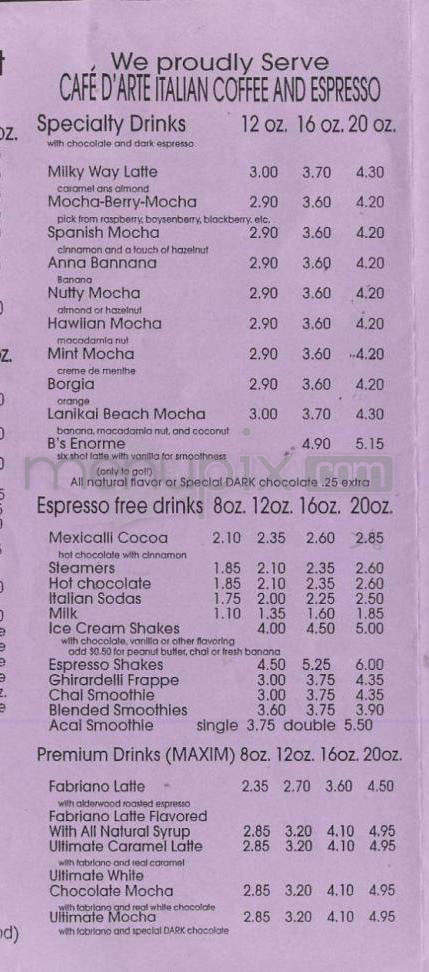 We proudly Serve
CAFÉ D'ARTE ITALIAN COFFEE AND ESPRESSO
Specialty Drinks 12 oz. 16 oz. 20 oz.
with chocolate and dark espresso
Milky Way Latte 3.00 3.70 4.30
caramel ans almond
Mocha-Berry-Mocha 2.90 3.60 4.20
pick from raspberry, boysenberry, blackberry, etc.
Spanish Mocha 2.90 3.60 4.20
cinnamon and a touch of hazelnut
Anna Bannana 2.90 3.60 4.20
Banana
Nutty Mocha 2.90 3.60 4.20
almond or hazelnut
Hawiian Mocha 2.90 3.60 4.20
macadamia nut
Mint Mocha 2.90 3.60 4.20
creme de menthe
Borgia 2.90 3.60 4.20
orange
Lanikai Beach Mocha 3.00 3.70 4.30
banana, macadamia nut, and coconut
B's Enorme 4.90 5.15
six shot latte with vanilla for smoothness
(only to go!!)
All natural flavor or Special DARK chocolate .25 extra
menupix.com
Espresso free drinks 8oz. 12oz. 16oz. 20oz.
Mexicalli Cocoa 2.10 2.35 2.60 2.85
hot chocolate with cinnamon
Steamers 1.85 2.10 2.35 2.60
Hot chocolate 1.85 2.10 2.35 2.60
Italian Sodas 1.75 2.00 2.25 2.50
Milk 1.10 1.35 1.60 1.85
Ice Cream Shakes 4.00 4.50 5.00
with chocolate, vanilla or other flavoring
add $0.50 for peanut butter, chai or fresh banana
Espresso Shakes 4.50 5.25 6.00
Ghirardelli Frappe 3.00 3.75 4.35
Chai Smoothie 3.00 3.75 4.35
Blended Smoothies 3.60 3.75 3.90
Acai Smoothie single 3.75 double 5.50
Premium Drinks (MAXIM) 8oz. 12oz. 16oz. 20oz.
Fabriano Latte 2.35 2.70 3.60 4.50
with alderwood roasted espresso
Fabriano Latte Flavored
With All Natural Syrup 2.85 3.20 4.10 4.95
Ultimate Caramel Latte 2.85 3.20 4.10 4.95
with fabriano and real caramel
Ultimate White
Chocolate Mocha 2.85 3.20 4.10 4.95
with fabriano and real white chocolate
Ultimate Mocha 2.85 3.20 4.10 4.95
with fabriano and special DARK chocolate